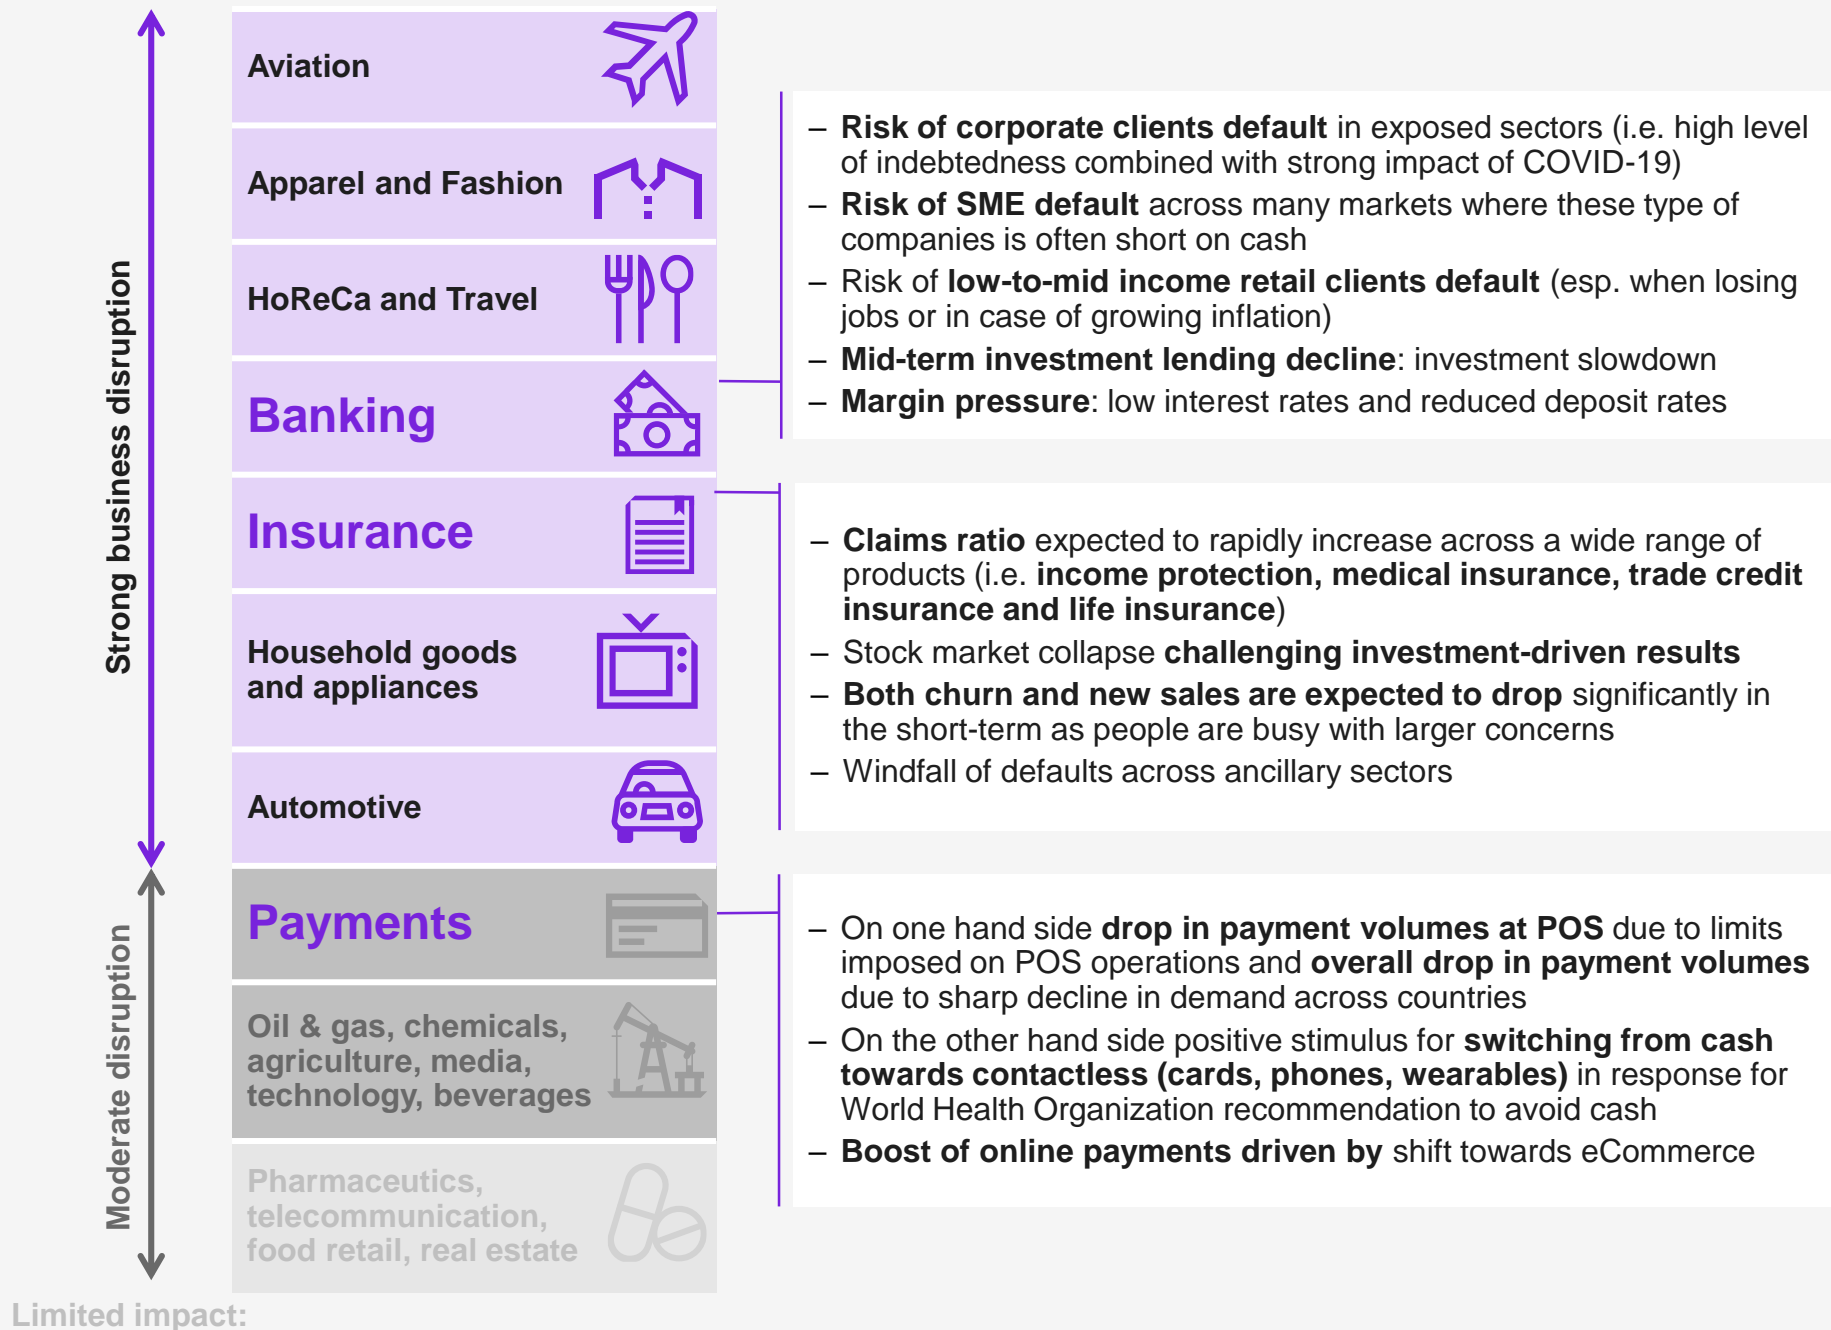 Strong business disruption
Aviation
Apparel and Fashion
HoReCa and Travel
Banking
– Risk of corporate clients default in exposed sectors (i.e. high level
of indebtedness combined with strong impact of COVID-19)
– Risk of SME default across many markets where these type of
companies is often short on cash
– Risk of low-to-mid income retail clients default (esp. when losing
jobs or in case of growing inflation)
– Mid-term investment lending decline: investment slowdown
– Margin pressure: low interest rates and reduced deposit rates
Insurance
– Claims ratio expected to rapidly increase across a wide range of
products (i.e. income protection, medical insurance, trade credit
insurance and life insurance)
– Stock market collapse challenging investment-driven results
– Both churn and new sales are expected to drop significantly in
the short-term as people are busy with larger concerns
– Windfall of defaults across ancillary sectors
Household goods
and appliances
Automotive
Moderate disruption
Payments
– On one hand side drop in payment volumes at POS due to limits
imposed on POS operations and overall drop in payment volumes
due to sharp decline in demand across countries
– On the other hand side positive stimulus for switching from cash
towards contactless (cards, phones, wearables) in response for
World Health Organization recommendation to avoid cash
– Boost of online payments driven by shift towards eCommerce
Oil & gas, chemicals,
agriculture, media,
technology, beverages
Pharmaceutics,
telecommunication,
food retail, real estate
Limited impact: